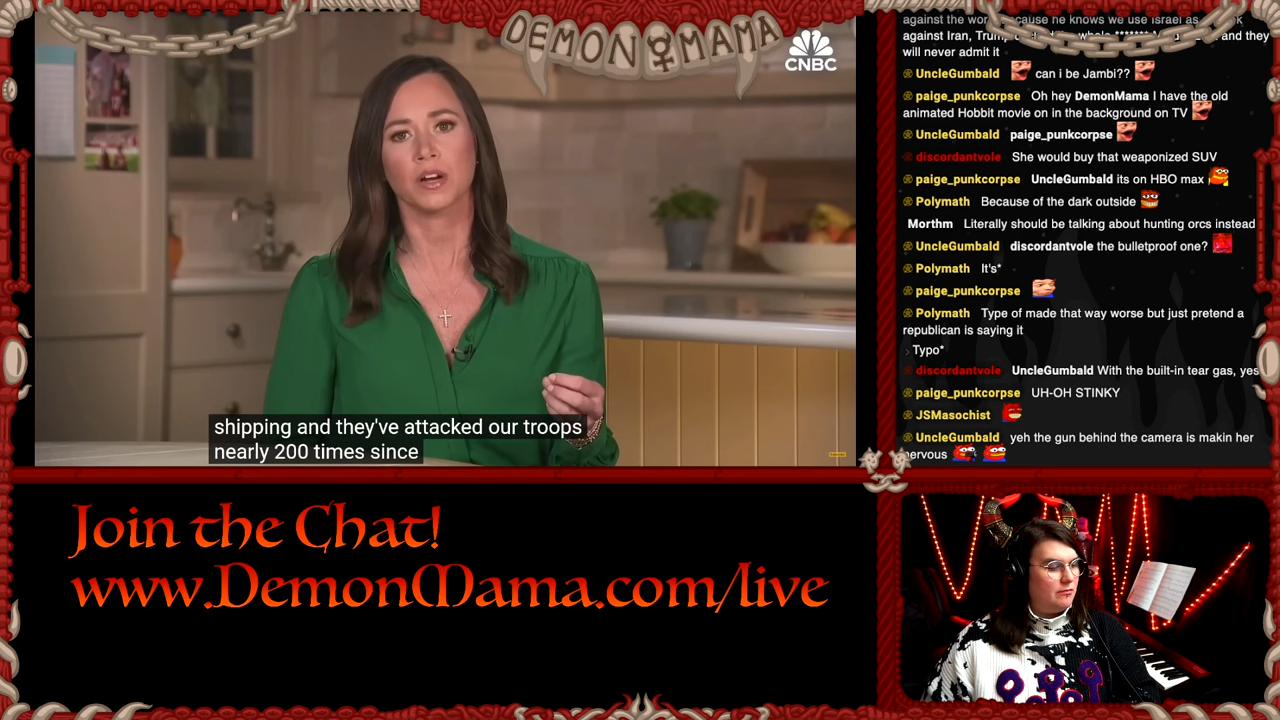 DEMON MAMA
CNBC
shipping and they've attacked our troops
nearly 200 times since
against the
against Iran,
will never admit it
and they
UncleGumbald can i be Jambi??
paige_punkcorpse Oh hey DemonMama I have the old
animated Hobbit movie on in the background on TV
UncleGumbald paige_punkcorpse
discordantvole She would buy that weaponized SUV
paige_punkcorpse UncleGumbald its on HBO max
Polymath Because of the dark outside
Morthm Literally should be talking about hunting orcs instead
UncleGumbald discordantvole the bulletproof one?
Polymath It's*
paige_punkcorpse
Polymath Type of made that way worse but just pretend a
republican is saying it
Typo*
discordantvole UncleGumbald With the built-in tear gas, yes
paige_punkcorpse UH-OH STINKY
JSMasochist
UncleGumbald yeh the gun behind the camera is makin her
nervous
Join the Chat!
www.DemonMama.com/live